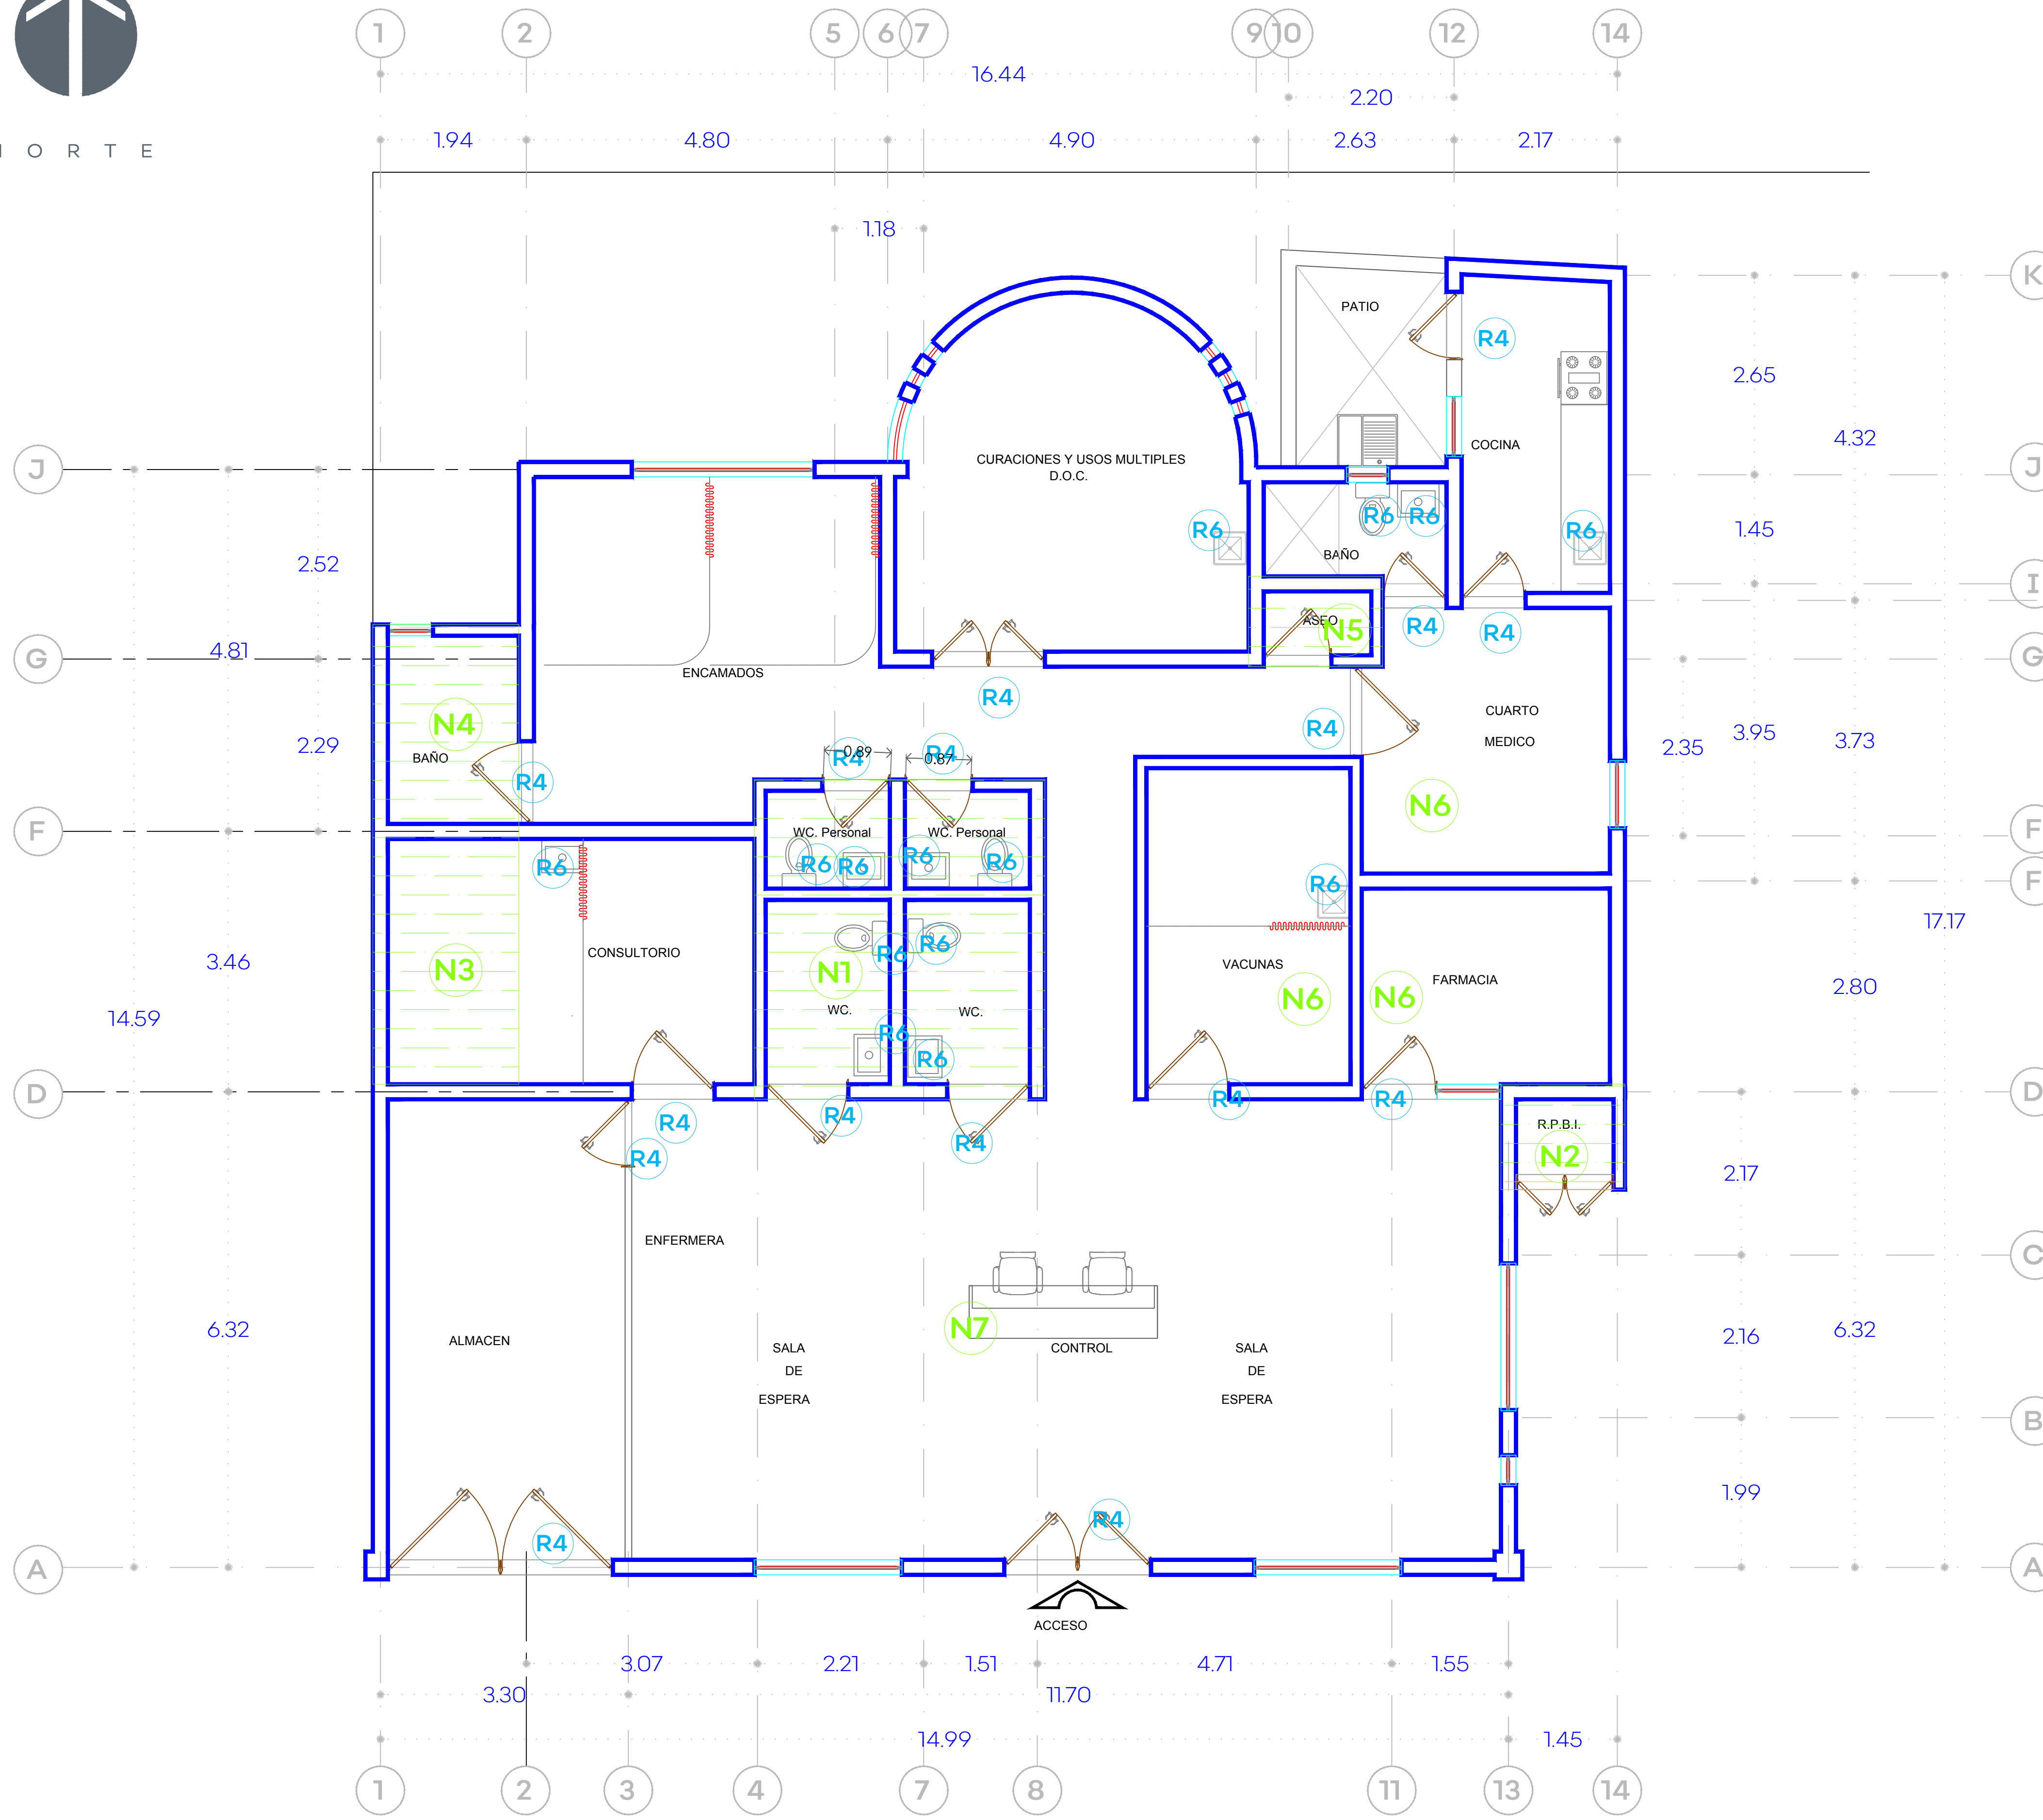 1 2 5 6 7 9 10 12 14
16.44
2.20
1.94 4.80 4.90 2.63 2.17
O R T E
1.18
K
PATIO
R4
2.65
4.32
COCINA
CURACIONES Y USOS MULTIPLES
D.O.C.
J J
R6 R6 R6 R6
1.45
BAÑO
2.52
I
ASEO
N5 R4 R4
4.81
G G
ENCAMADOS
R4
CUARTO
MEDICO
N4 R4
2.29
BAÑO
0.89 0.87
R4 R4
2.35 3.95 3.73
R4
N6
F F
WC. Personal WC. Personal
R6 R6 R6 R6 R6
R6
F
17.17
R6 R6
CONSULTORIO
3.46
N3 N1
VACUNAS
FARMACIA
2.80
N6 N6
WC. WC.
14.59
R6 R6
D D
R4 R4 R4 R4 R4
R4
R.P.B.I.
N2
2.17
ENFERMERA
C
6.32
N7
2.16 6.32
ALMACEN
SALA
DE
ESPERA
CONTROL
SALA
DE
ESPERA
B
1.99
R4 R4
A A
ACCESO
3.07 2.21 1.51 4.71 1.55
3.30 11.70
14.99 1.45
1 2 3 4 7 8 11 13 14